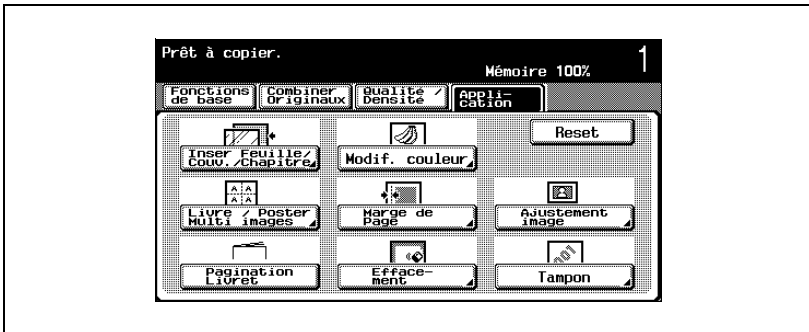 Prêt à copier.
Mémoire 100%
1
Fonctions
de base
Combiner
Originaux
Qualité /
Densité
Appli-
cation
Inser Feuille/
Couv./Chapitre
Modif. couleur
Reset
Livre / Poster
Multi images
Marge de
Page
Ajustement
image
Pagination
Livret
Efface-
ment
Tampon